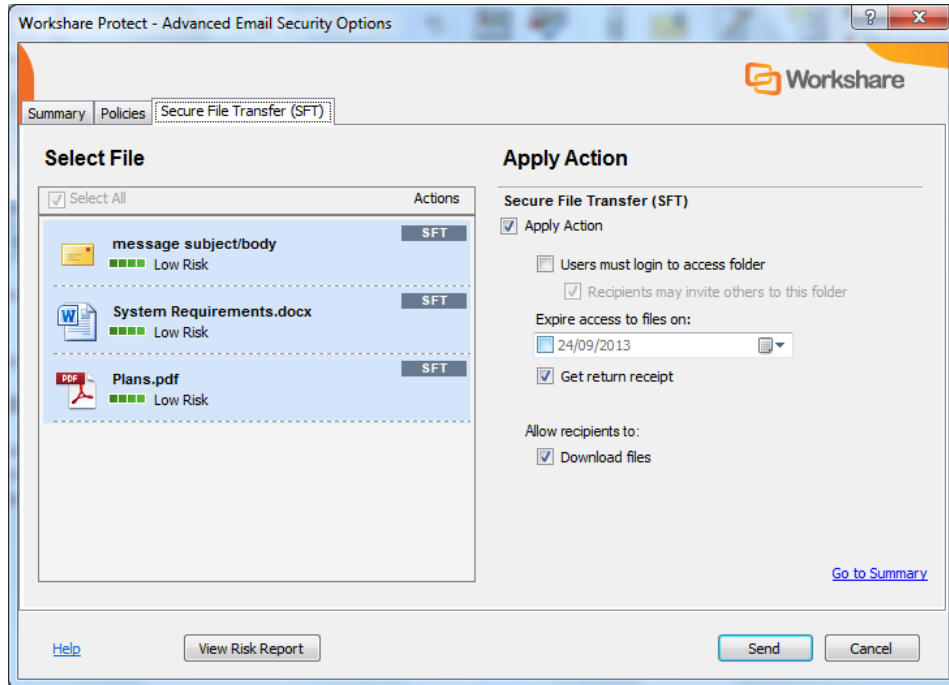 Workshare Protect - Advanced Email Security Options
?
x
Workshare
Summary
Policies
Secure File Transfer (SFT)
Select File
Select All
Actions
message subject/body
SFT
Low Risk
W
System Requirements.docx
SFT
Low Risk
PDF
Plans.pdf
SFT
Low Risk
Apply Action
Secure File Transfer (SFT)
Apply Action
Users must login to access folder
Recipients may invite others to this folder
Expire access to files on:
24/09/2013
Get return receipt
Allow recipients to:
Download files
Go to Summary
Help
View Risk Report
Send
Cancel